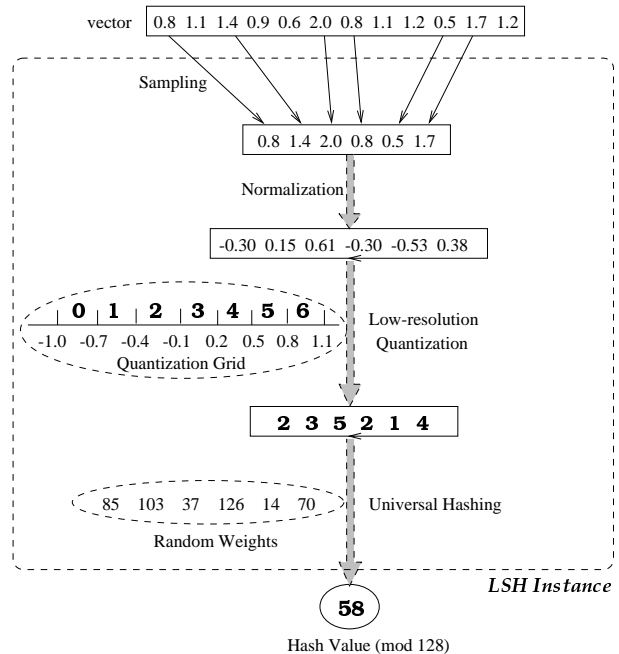 vector 0.8 1.1 1.4 0.9 0.6 2.0 0.8 1.1 1.2 0.5 1.7 1.2
Sampling
0.8 1.4 2.0 0.8 0.5 1.7
Normalization
-0.30 0.15 0.61 -0.30 -0.53 0.38
0 1 2 3 4 5 6
-1.0 -0.7 -0.4 -0.1 0.2 0.5 0.8 1.1
Quantization Grid
Low-resolution
Quantization
2 3 5 2 1 4
85 103 37 126 14 70
Random Weights
Universal Hashing
LSH Instance
58
Hash Value (mod 128)